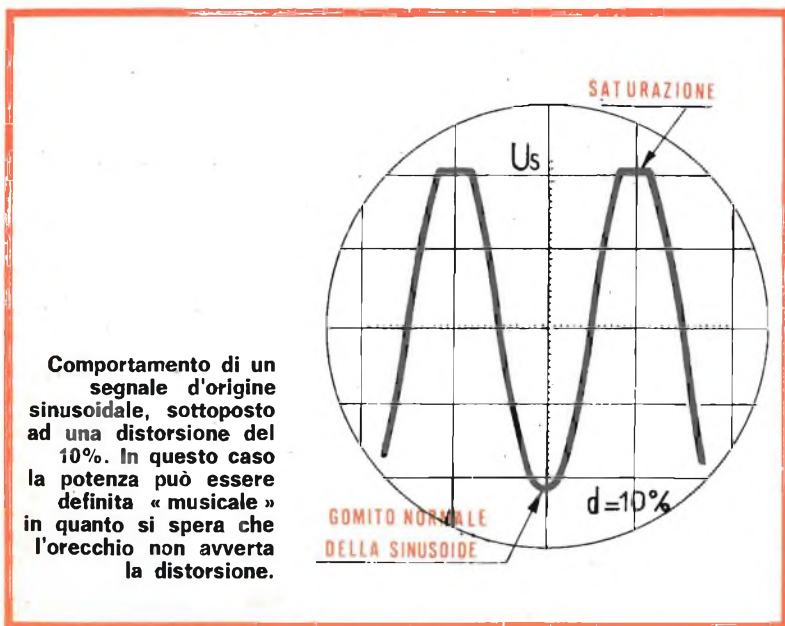 SATURAZIONE
Us
Comportamento di un
segnale d'origine
sinusoidale, sottoposto
ad una distorsione del
10%. In questo caso
la potenza può essere
definita « musicale »
in quanto si spera che
l'orecchio non avverta
la distorsione.
d=10%
GOMITO NORMALE
DELLA SINUSOIDE